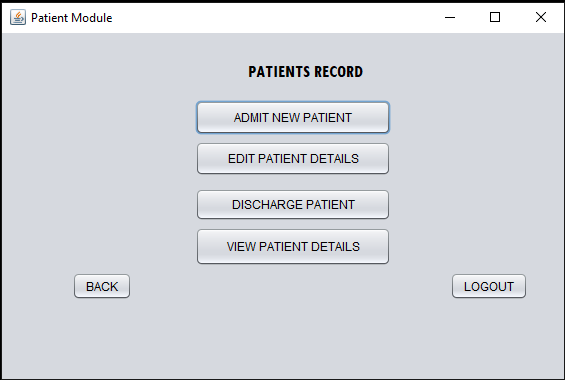 Patient Module
PATIENTS RECORD
ADMIT NEW PATIENT
EDIT PATIENT DETAILS
DISCHARGE PATIENT
VIEW PATIENT DETAILS
BACK
LOGOUT